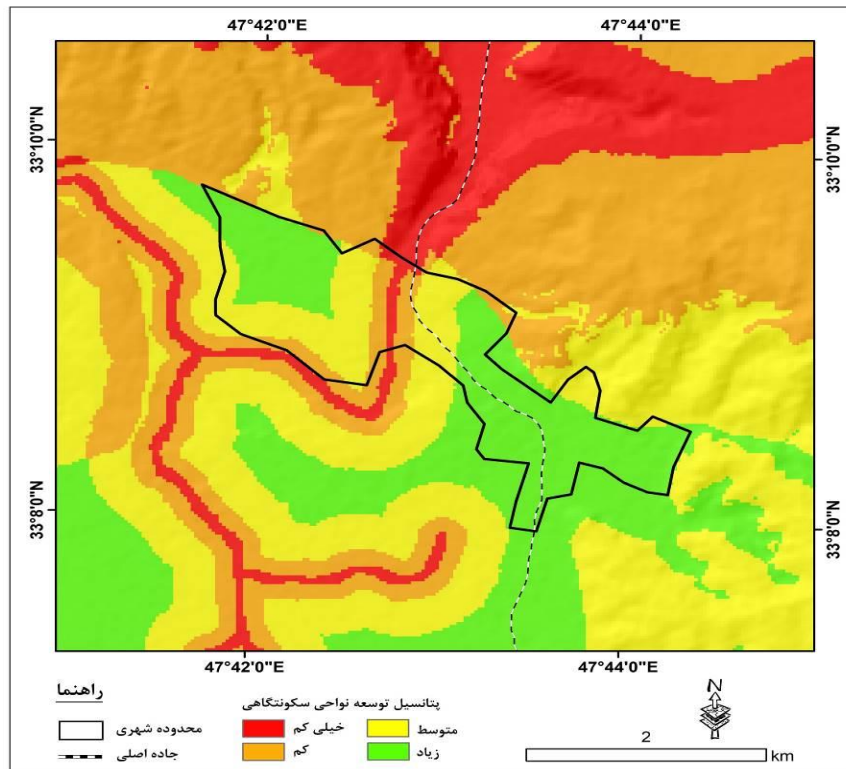 47°42'0"E 47°44'0"E
33°10'0"N 33°10'0"N
33°8'0"N 33°8'0"N
47°42'0"E 47°44'0"E
راهنما
محدوده شهری
جاده اصلی
پتانسیل توسعه نواحی سکونتگاهی
خیلی کم
کم
متوسط
زیاد
N
2
km